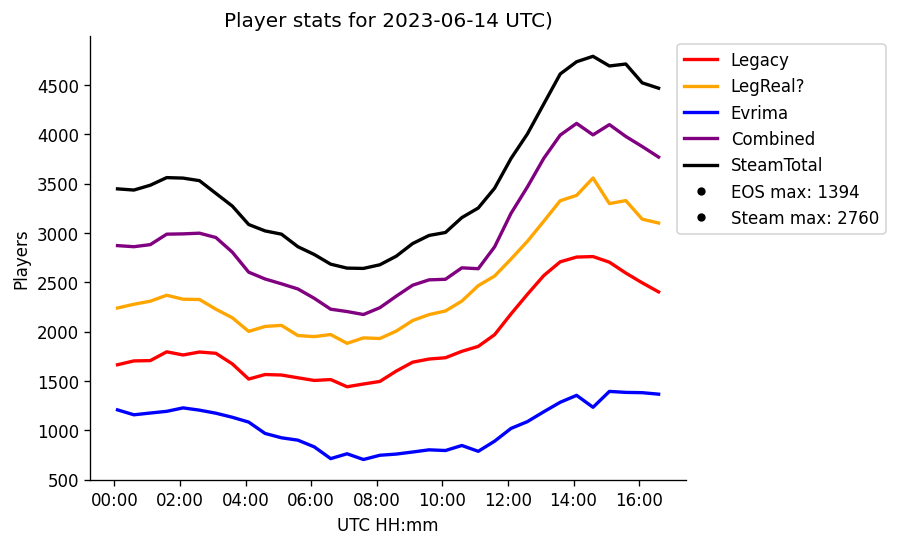 Player stats for 2023-06-14 UTC)
Legacy
LegReal?
Evrima
Combined
SteamTotal
EOS max: 1394
Steam max: 2760
Players
4500
4000
3500
3000
2500
2000
1500
1000
500
00:00 02:00 04:00 06:00 08:00 10:00 12:00 14:00 16:00
UTC HH:mm